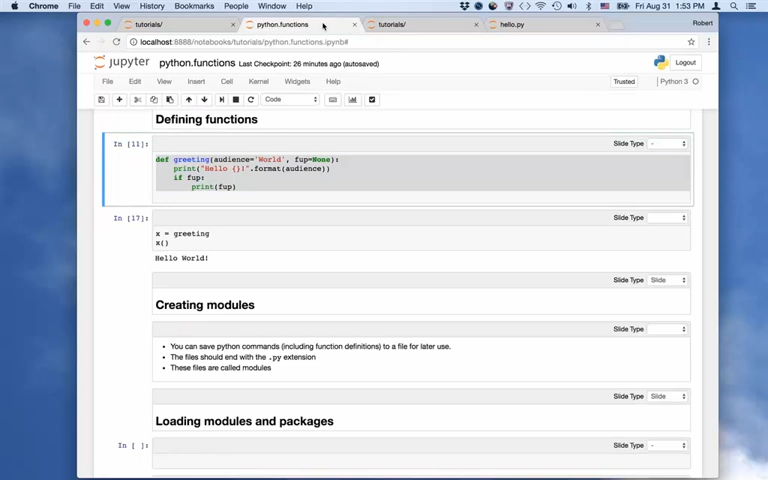 Chrome File Edit View History Bookmarks People Window Help Fri Aug 31 1:53 PM
tutorials/ python.functions tutorials/ hello.py Robert
localhost:8888/notebooks/tutorials/python.functions.ipynb#
jupyter python.functions Last Checkpoint: 26 minutes ago (autosaved) Logout
File Edit View Insert Cell Kernel Widgets Help Trusted Python 3
Code
Defining functions
In [11]: Slide Type -
def greeting(audience='World', fup=None):
print("Hello {}!".format(audience))
if fup:
print(fup)
In [17]: Slide Type
x = greeting
x()
Hello World!
Slide Type Slide
Creating modules
Slide Type
• You can save python commands (including function definitions) to a file for later use.
• The files should end with the .py extension
• These files are called modules
Slide Type Slide
Loading modules and packages
In [ ]: Slide Type -